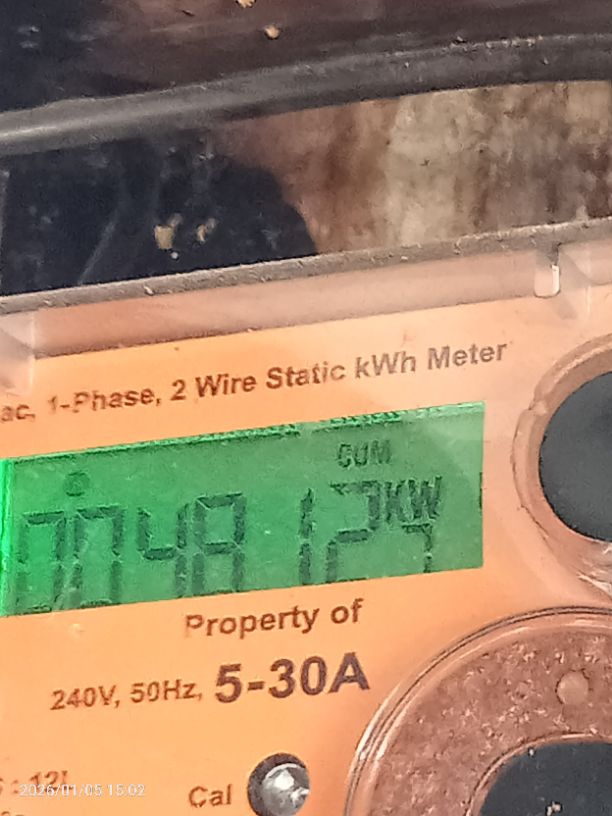 ac, 1-Phase, 2 Wire Static kWh Meter
CUM
KW
Property of
240V, 50Hz, 5-30A
Cal
2026/01/05 15:02